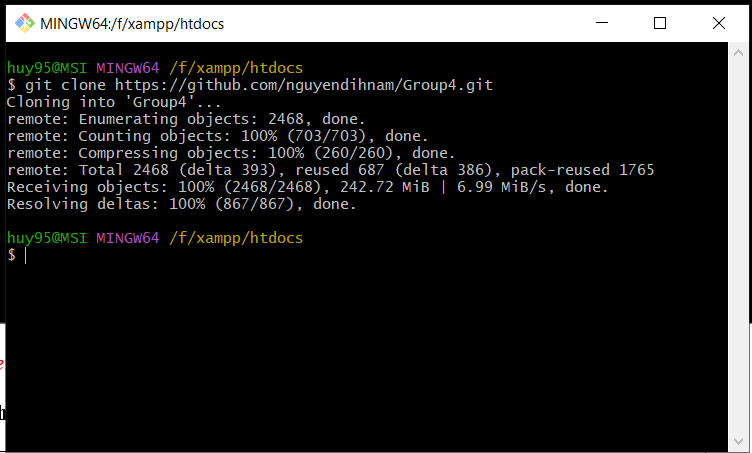 MINGW64:/f/xampp/htdocs
huy95@MSI MINGW64 /f/xampp/htdocs
$ git clone https://github.com/nguyendihnam/Group4.git
Cloning into 'Group4'...
remote: Enumerating objects: 2468, done.
remote: Counting objects: 100% (703/703), done.
remote: Compressing objects: 100% (260/260), done.
remote: Total 2468 (delta 393), reused 687 (delta 386), pack-reused 1765
Receiving objects: 100% (2468/2468), 242.72 MiB | 6.99 MiB/s, done.
Resolving deltas: 100% (867/867), done.
huy95@MSI MINGW64 /f/xampp/htdocs
$